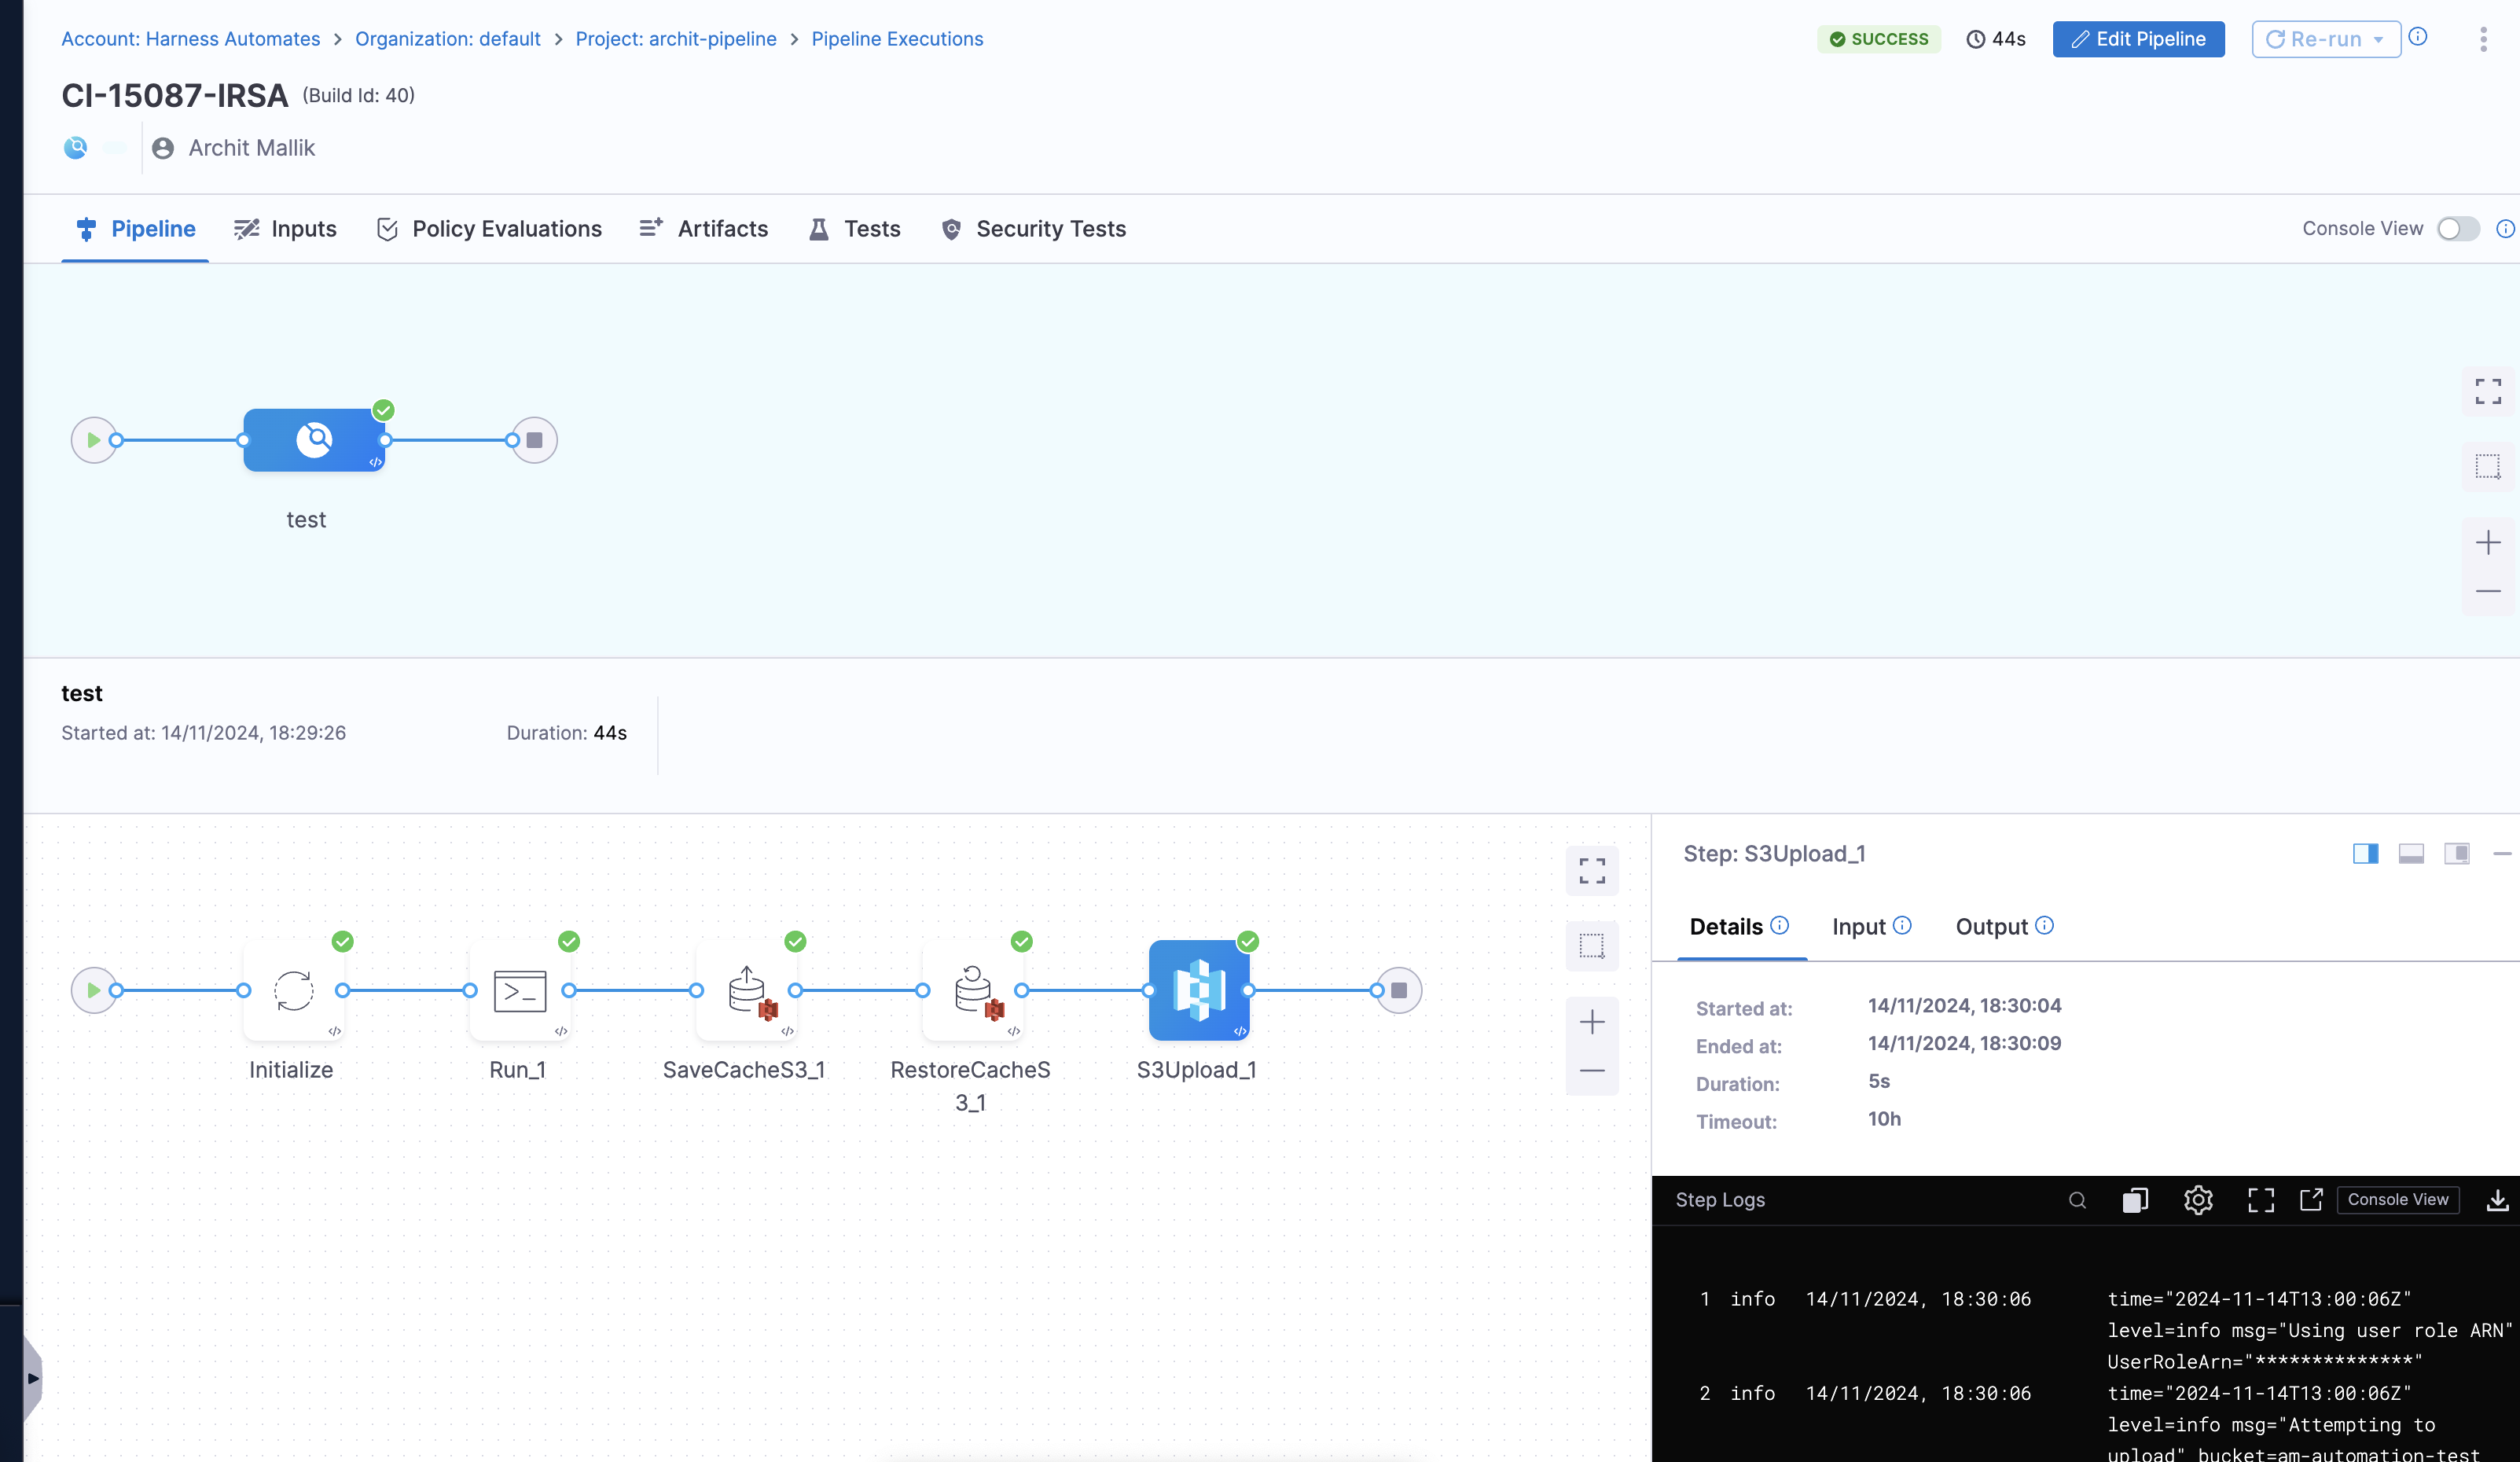 Account: Harness Automates > Organization: default > Project: archit-pipeline > Pipeline Executions
SUCCESS 44s Edit Pipeline Re-run
CI-15087-IRSA (Build Id: 40)
Archit Mallik
Pipeline Inputs Policy Evaluations Artifacts Tests Security Tests Console View
</>
test
test
Started at: 14/11/2024, 18:29:26 Duration: 44s
Step: S3Upload_1
Details Input Output
>_
</> </> </> </> </>
Initialize Run_1 SaveCacheS3_1 RestoreCacheS
3_1 S3Upload_1
Started at: 14/11/2024, 18:30:04
Ended at: 14/11/2024, 18:30:09
Duration: 5s
Timeout: 10h
Step Logs Console View
1 info 14/11/2024, 18:30:06 time="2024-11-14T13:00:06Z"
level=info msg="Using user role ARN"
UserRoleArn="**************"
2 info 14/11/2024, 18:30:06 time="2024-11-14T13:00:06Z"
level=info msg="Attempting to
upload" bucket=am-automation-test